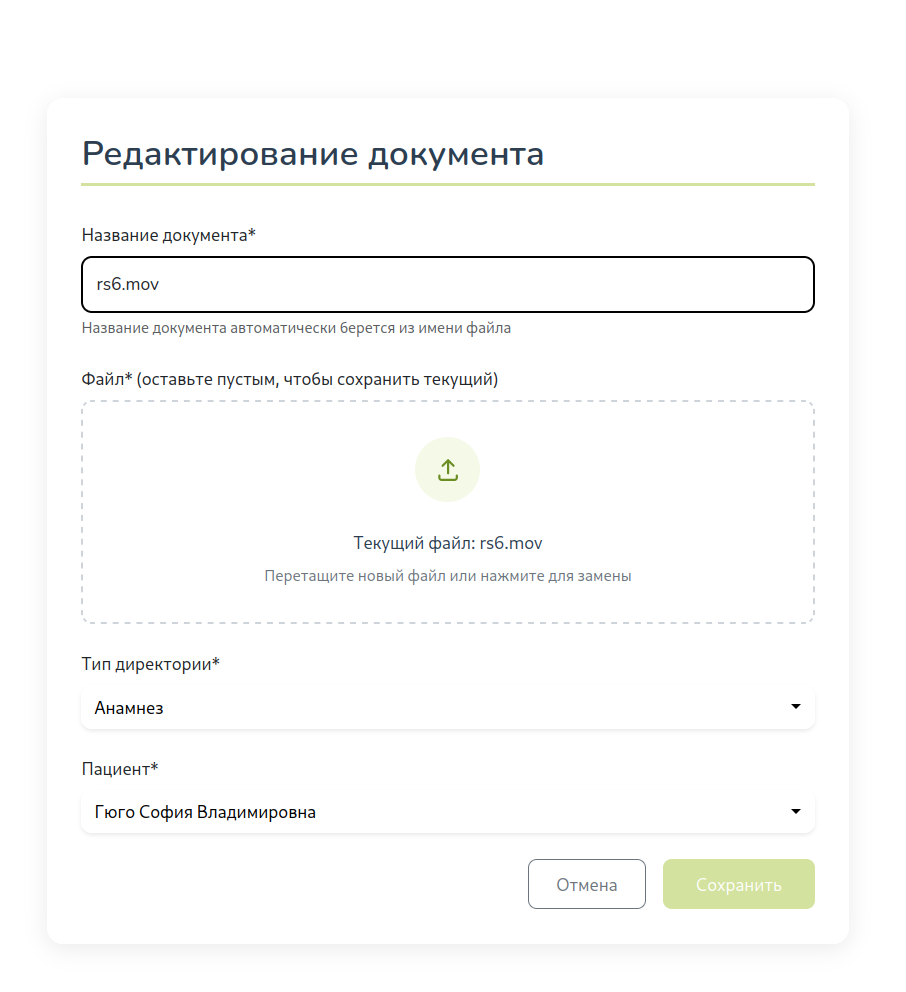 Редактирование документа
Название документа*
rs6.mov
Название документа автоматически берется из имени файла
Файл* (оставьте пустым, чтобы сохранить текущий)
Текущий файл: rs6.mov
Перетащите новый файл или нажмите для замены
Тип директории*
Анамнез
Пациент*
Гюго София Владимировна
Отмена
Сохранить